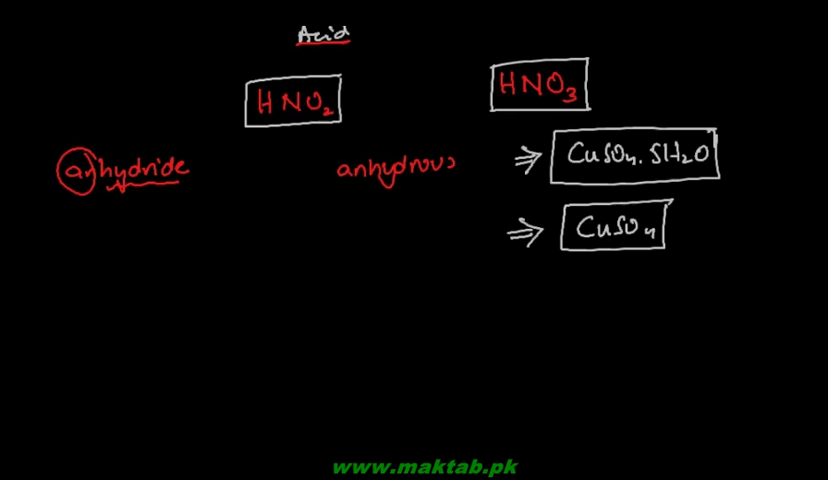 Acid
HNO₂ HNO₃
anhydride anhydrous ⇒ CuSO₄.5H₂O
⇒ CuSO₄
www.maktab.pk